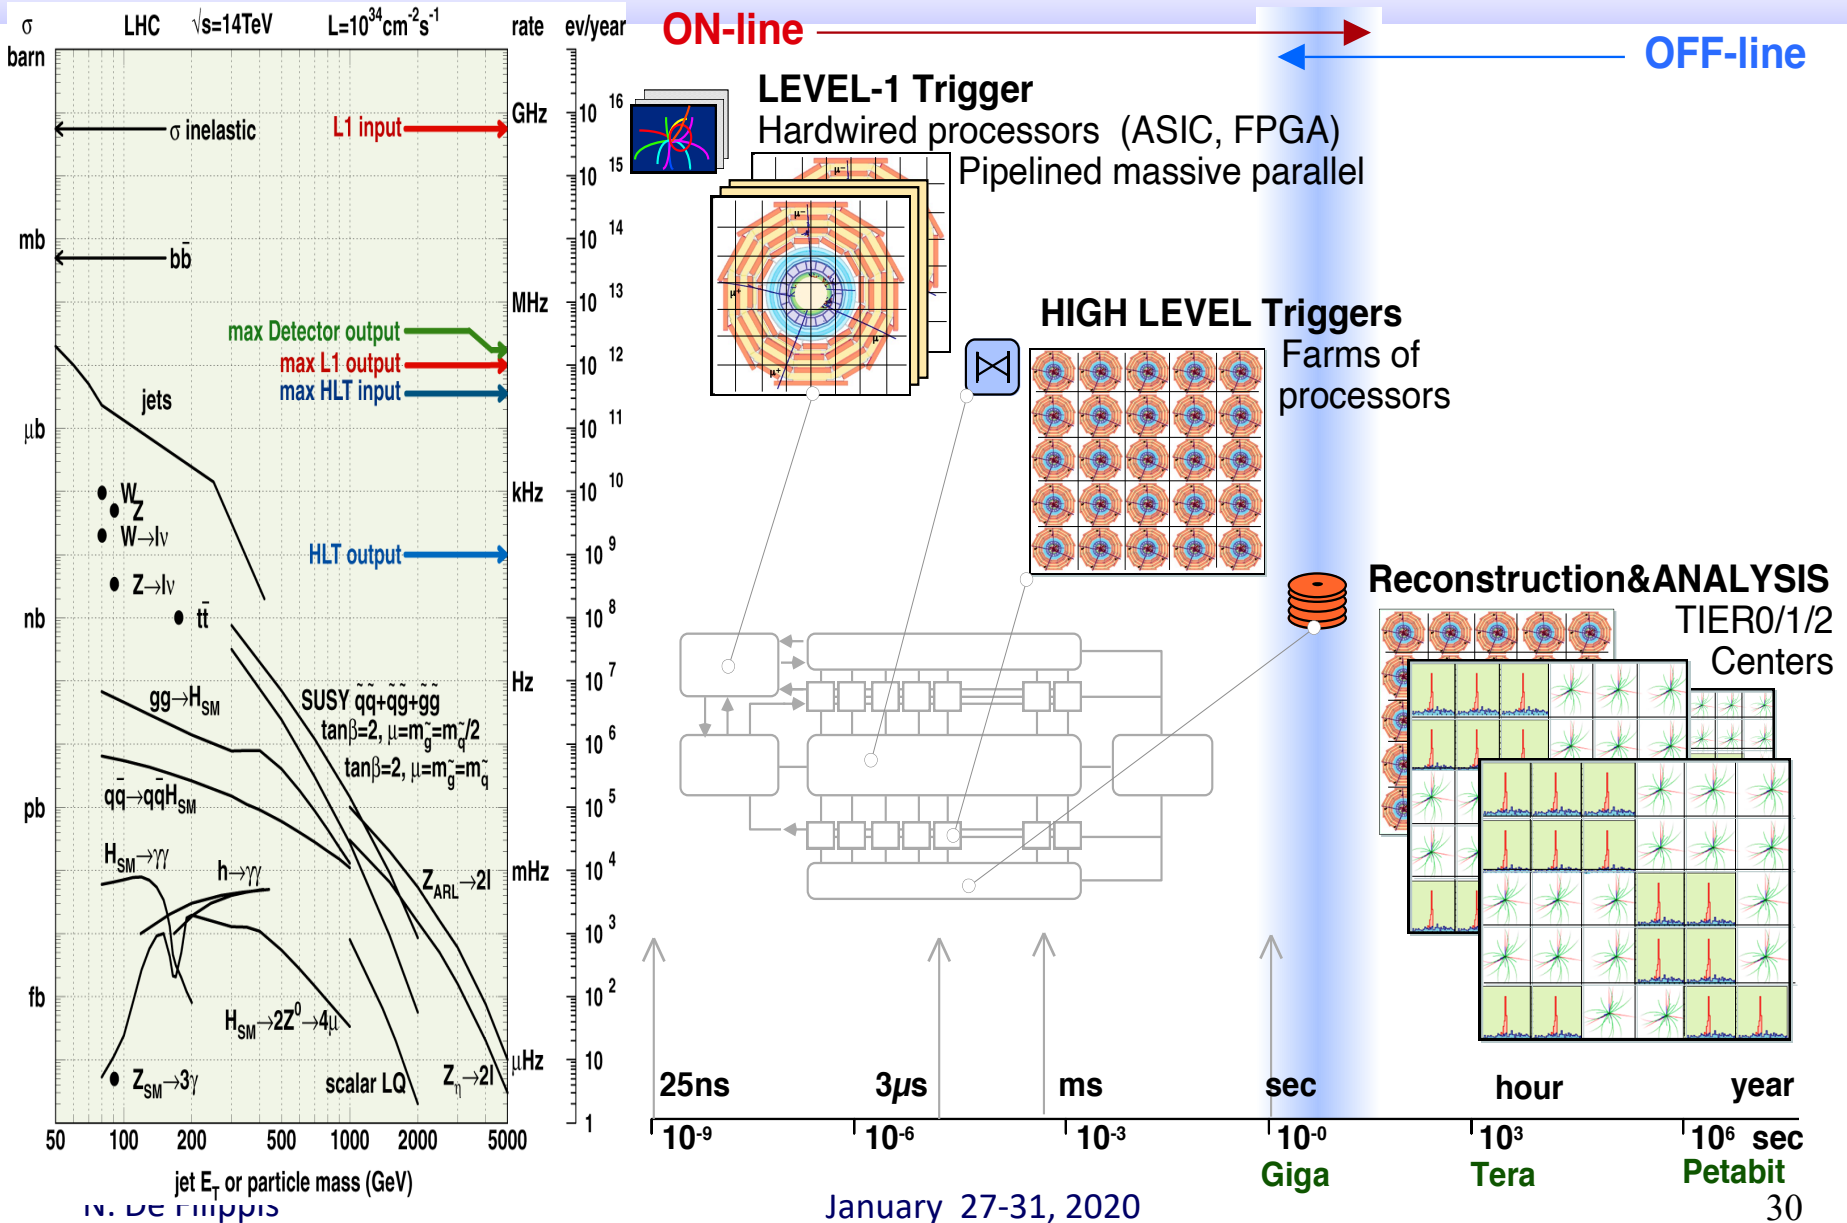 σ LHC √s=14TeV L=10³⁴cm⁻²s⁻¹ rate ev/year
barn
GHz
σ inelastic
L1 input
mb
bb̄
MHz
max Detector output
max L1 output
max HLT input
jets
μb
W
Z
W→lν
kHz
HLT output
Z→lν
tt̄
nb
Hz
gg→H_SM
SUSY q̃q̃+q̃g̃+g̃g̃
tanβ=2, μ=m_g̃=m_q̃/2
tanβ=2, μ=m_g̃=m_q̃
qq̄→qq̄H_SM
pb
H_SM→γγ
h→γγ
mHz
Z_ARL→2l
fb
H_SM→2Z⁰→4μ
μHz
Z_SM→3γ
scalar LQ
Z_η→2l
10¹⁶
10¹⁵
10¹⁴
10¹³
10¹²
10¹¹
10¹⁰
10⁹
10⁸
10⁷
10⁶
10⁵
10⁴
10³
10²
10
1
50 100 200 500 1000 2000 5000
jet E_T or particle mass (GeV)
ON-line
OFF-line
LEVEL-1 Trigger
Hardwired processors (ASIC, FPGA)
Pipelined massive parallel
μ⁻
μ⁻
μ⁺
μ
μ⁺
HIGH LEVEL Triggers
Farms of
processors
Reconstruction&ANALYSIS
TIER0/1/2
Centers
25ns 3μs ms sec hour year
10⁻⁹ 10⁻⁶ 10⁻³ 10⁻⁰ 10³ 10⁶ sec
Giga Tera Petabit
N. De Filippis January 27-31, 2020 30